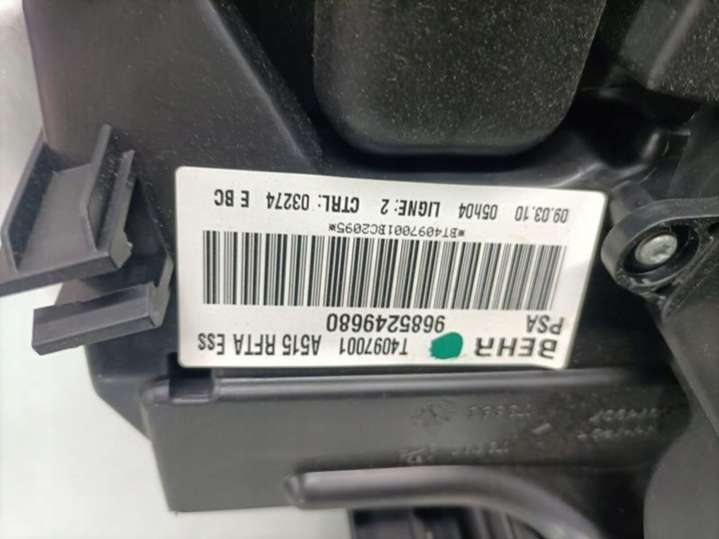 BEHR T4097001 A515 RFTA Ess
PSA 9685249680
*BT4097001BC2095*
09.03.10 05h04 LIGNE: 2 CTRL: 03274 E BC